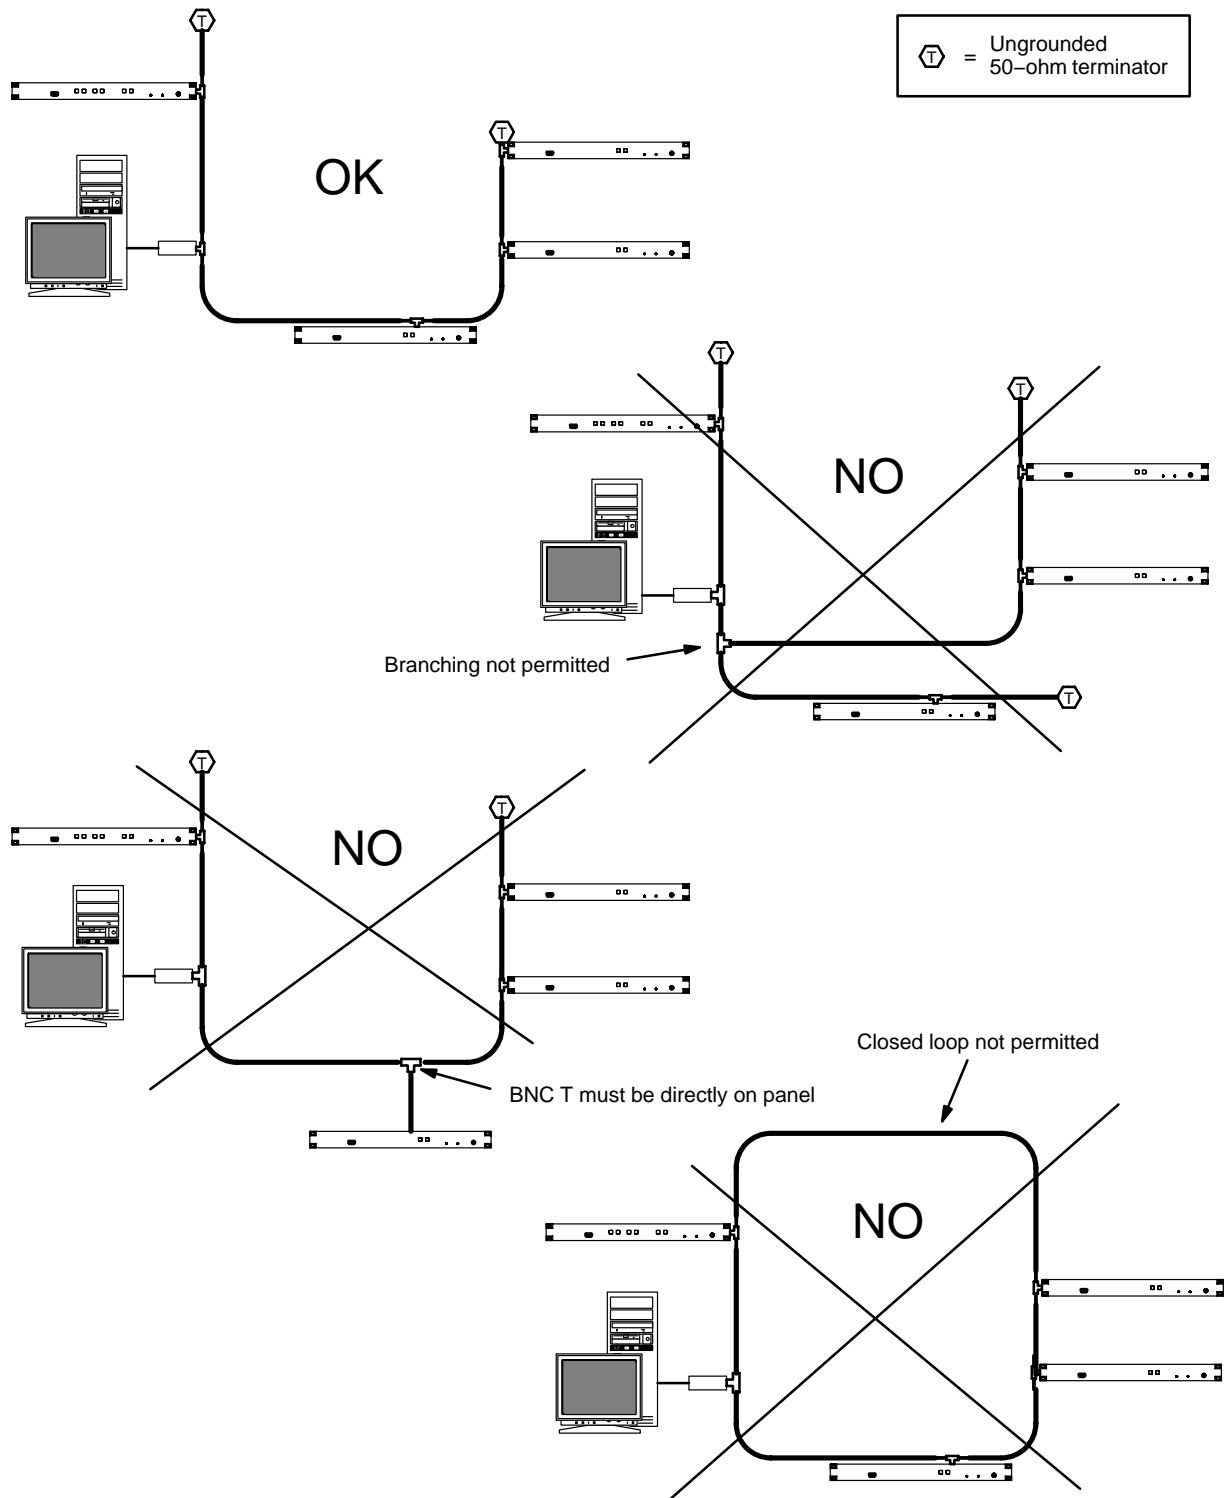 T
T
= Ungrounded
50–ohm terminator
T
OK
T
T
NO
Branching not permitted
T
T
T
NO
Closed loop not permitted
BNC T must be directly on panel
NO